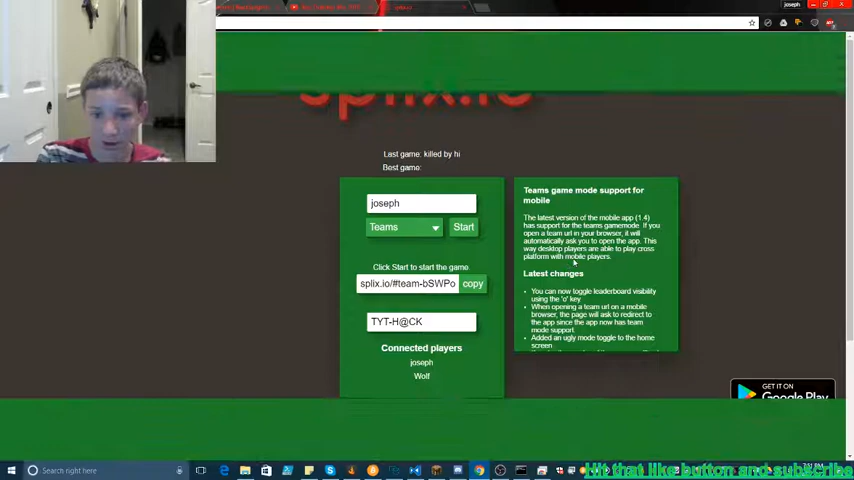 joseph
splix.io
Last game: killed by hi
Best game:
joseph
Teams
Start
Click Start to start the game
splix.io/#team-bSWPo
copy
TYT-H@CK
Connected players
joseph
Wolf
Teams game mode support for
mobile
The latest version of the mobile app (1.4)
has support for the teams gamemode. If you
open a team url in your browser, it will
automatically ask you to open the app. This
way desktop players are able to play cross
platform with mobile players.
Latest changes
You can now toggle leaderboard visibility
using the 'o' key
When opening a team url on a mobile
browser, the page will ask to redirect to
the app since the app now has team
mode support
Added an ugly mode toggle to the home
screen
GET IT ON
Google Play
Search right here
Hit that like button and subscribe